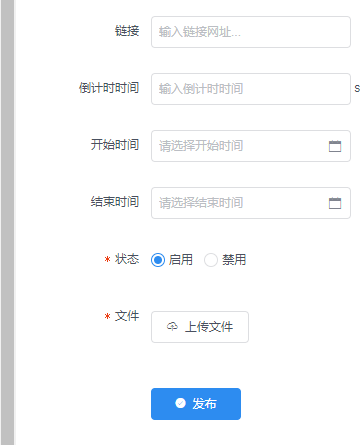 链接 输入链接网址...
倒计时时间 输入倒计时时间 s
开始时间 请选择开始时间
结束时间 请选择结束时间
* 状态 启用 禁用
* 文件 上传文件
发布